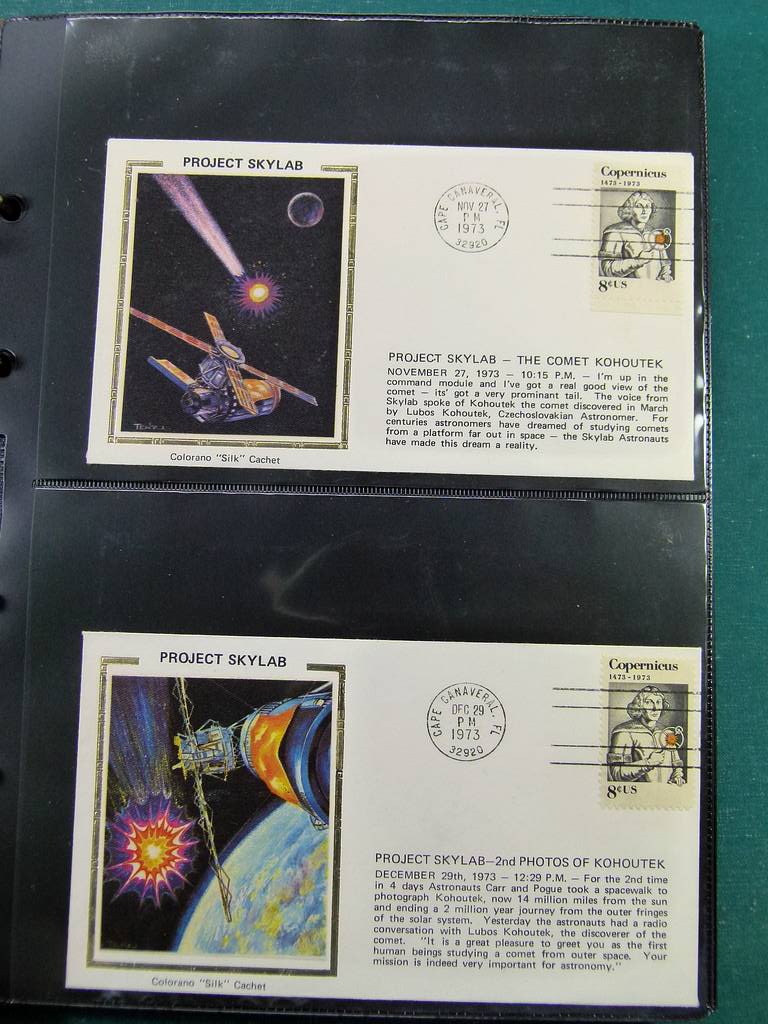 PROJECT SKYLAB
CAPE CANAVERAL, FL
NOV 27
PM
1973
32920
Copernicus
1473-1973
8¢US
PROJECT SKYLAB — THE COMET KOHOUTEK
NOVEMBER 27, 1973 — 10:15 P.M. — I'm up in the
command module and I've got a real good view of the
comet — its' got a very prominent tail. The voice from
Skylab spoke of Kohoutek the comet discovered in March
by Lubos Kohoutek, Czechoslovakian Astronomer. For
centuries astronomers have dreamed of studying comets
from a platform far out in space — the Skylab Astronauts
have made this dream a reality.
Colorano "Silk" Cachet
PROJECT SKYLAB
CAPE CANAVERAL, FL
DEC 29
PM
1973
32920
Copernicus
1473-1973
8¢US
PROJECT SKYLAB—2nd PHOTOS OF KOHOUTEK
DECEMBER 29th, 1973 — 12:29 P.M. — For the 2nd time
in 4 days Astronauts Carr and Pogue took a spacewalk to
photograph Kohoutek, now 14 million miles from the sun
and ending a 2 million year journey from the outer fringes
of the solar system. Yesterday the astronauts had a radio
conversation with Lubos Kohoutek, the discoverer of the
comet. "It is a great pleasure to greet you as the first
human beings studying a comet from outer space. Your
mission is indeed very important for astronomy."
Colorano "Silk" Cachet